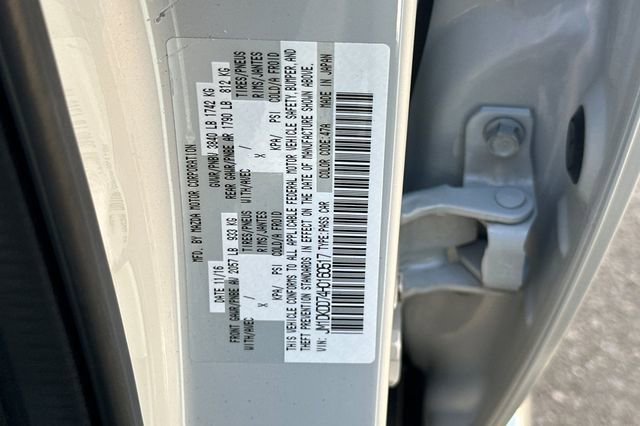 MFD. BY MAZDA MOTOR CORPORATION
DATE 11/16 GVWR/PNBV 3840 LB 1742 KG
FRONT GAWR/PNBE AV 2057 LB 933 KG REAR GAWR/PNBE AR 1790 LB 812 KG
WITH/AVEC TIRES/PNEUS WITH/AVEC TIRES/PNEUS
/ RIMS/JANTES / RIMS/JANTES
X X
KPA/ PSI COLD/A FROID KPA/ PSI COLD/A FROID
THIS VEHICLE CONFORMS TO ALL APPLICABLE FEDERAL MOTOR VEHICLE SAFETY, BUMPER, AND
THEFT PREVENTION STANDARDS IN EFFECT ON THE DATE OF MANUFACTURE SHOWN ABOVE.
VIN: TYPE:PASS CAR COLOR CODE:47A MADE IN JAPAN